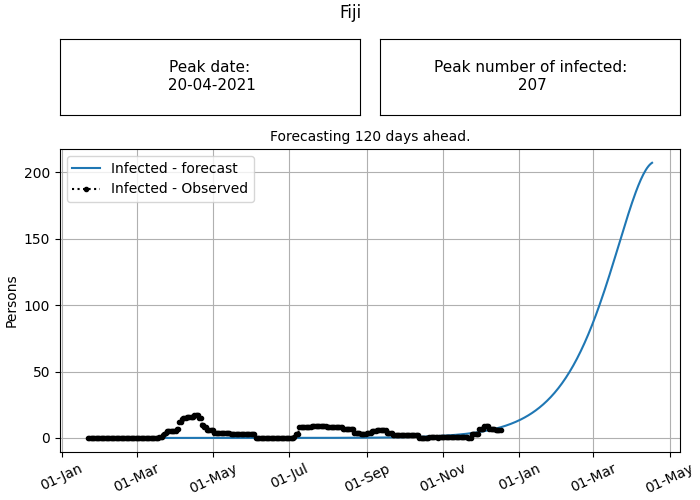 Fiji
Peak date:
20-04-2021
Peak number of infected:
207
Forecasting 120 days ahead.
Infected - forecast
Infected - Observed
Persons
200
150
100
50
0
01-Jan
01-Mar
01-May
01-Jul
01-Sep
01-Nov
01-Jan
01-Mar
01-May